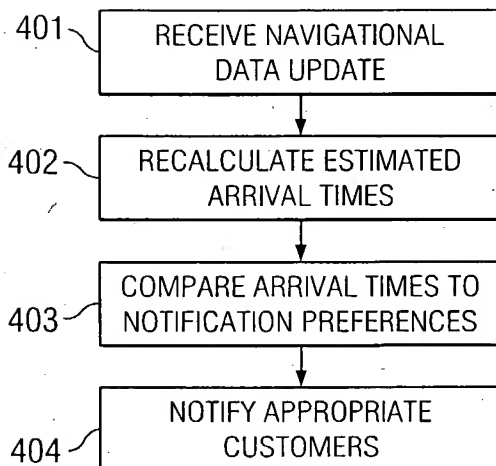 401
RECEIVE NAVIGATIONAL
DATA UPDATE
402
RECALCULATE ESTIMATED
ARRIVAL TIMES
403
COMPARE ARRIVAL TIMES TO
NOTIFICATION PREFERENCES
404
NOTIFY APPROPRIATE
CUSTOMERS